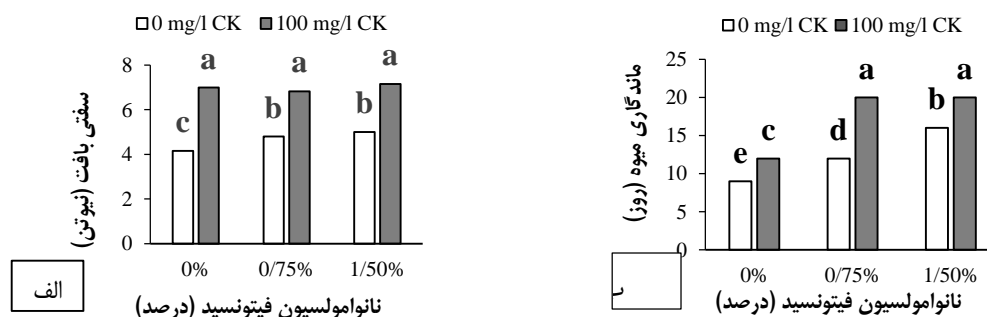 0 mg/l CK 100 mg/l CK
سفتی بافت (نیوتن)
8
6
4
2
0
c a b a b a
0% 0/75% 1/50%
نانوامولسیون فیتونسید (درصد)
الف
0 mg/l CK 100 mg/l CK
ماندگاری میوه (روز)
25
20
15
10
5
0
e c d a b a
0% 0/75% 1/50%
نانوامولسیون فیتونسید (درصد)